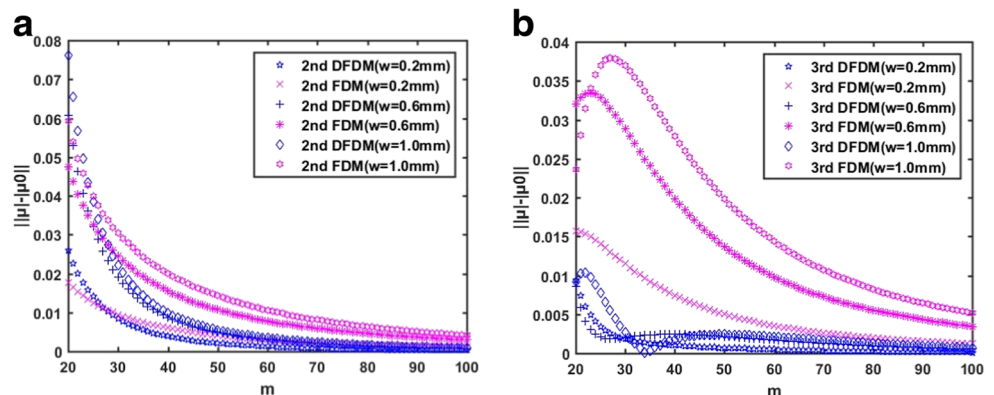 a
0.08
0.07
0.06
0.05
0.04
0.03
0.02
0.01
0
||μ|-|μ0||
20 30 40 50 60 70 80 90 100
m
2nd DFDM(w=0.2mm)
2nd FDM(w=0.2mm)
2nd DFDM(w=0.6mm)
2nd FDM(w=0.6mm)
2nd DFDM(w=1.0mm)
2nd FDM(w=1.0mm)
b
0.04
0.035
0.03
0.025
0.02
0.015
0.01
0.005
0
||μ|-|μ0||
20 30 40 50 60 70 80 90 100
m
3rd DFDM(w=0.2mm)
3rd FDM(w=0.2mm)
3rd DFDM(w=0.6mm)
3rd FDM(w=0.6mm)
3rd DFDM(w=1.0mm)
3rd FDM(w=1.0mm)